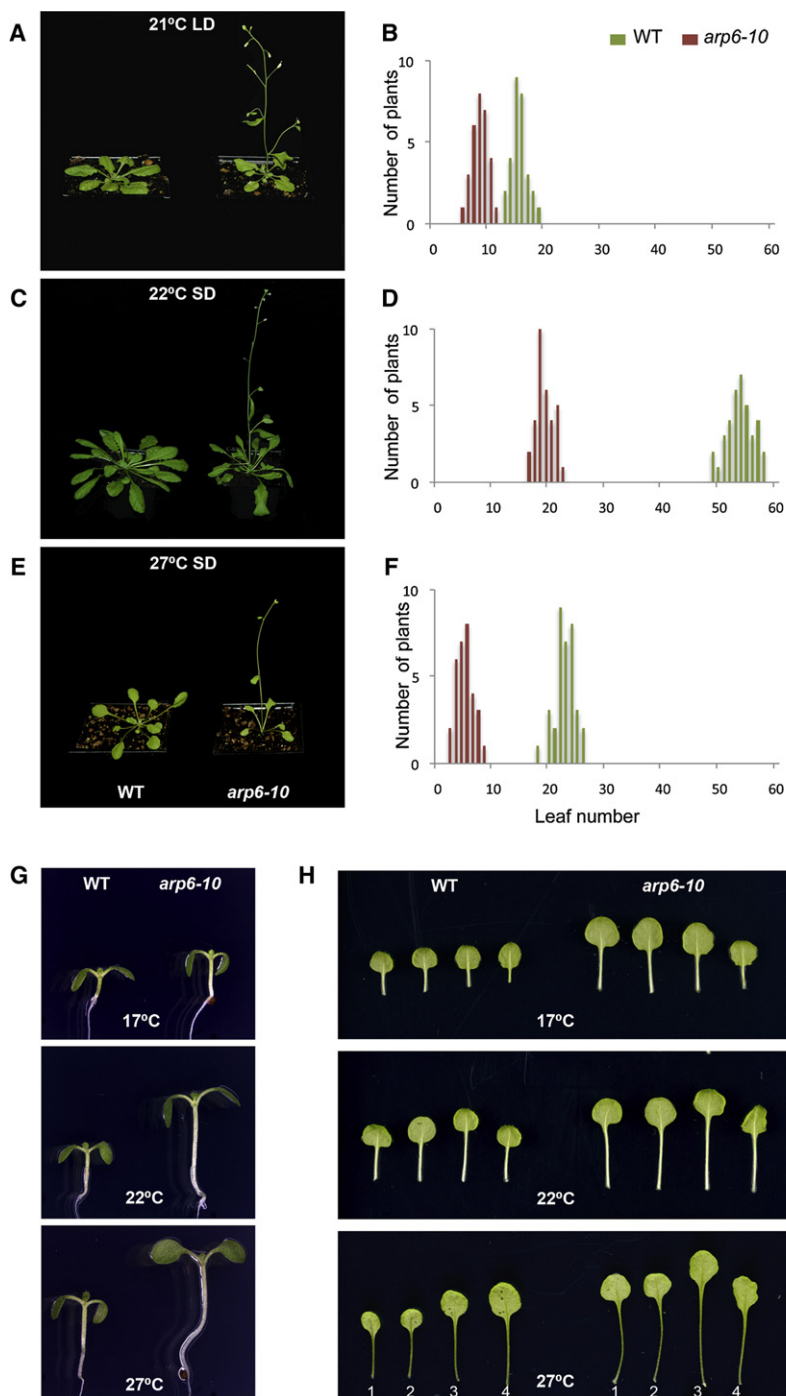 A
21ºC LD
B
WT
arp6-10
Number of plants
10
5
0
0 10 20 30 40 50 60
C
22ºC SD
D
Number of plants
10
5
0
0 10 20 30 40 50 60
E
27ºC SD
WT
arp6-10
F
Number of plants
10
5
0
0 10 20 30 40 50 60
Leaf number
G
WT
arp6-10
17ºC
22ºC
27ºC
H
WT
arp6-10
17ºC
22ºC
1 2 3 4
27ºC
1 2 3 4